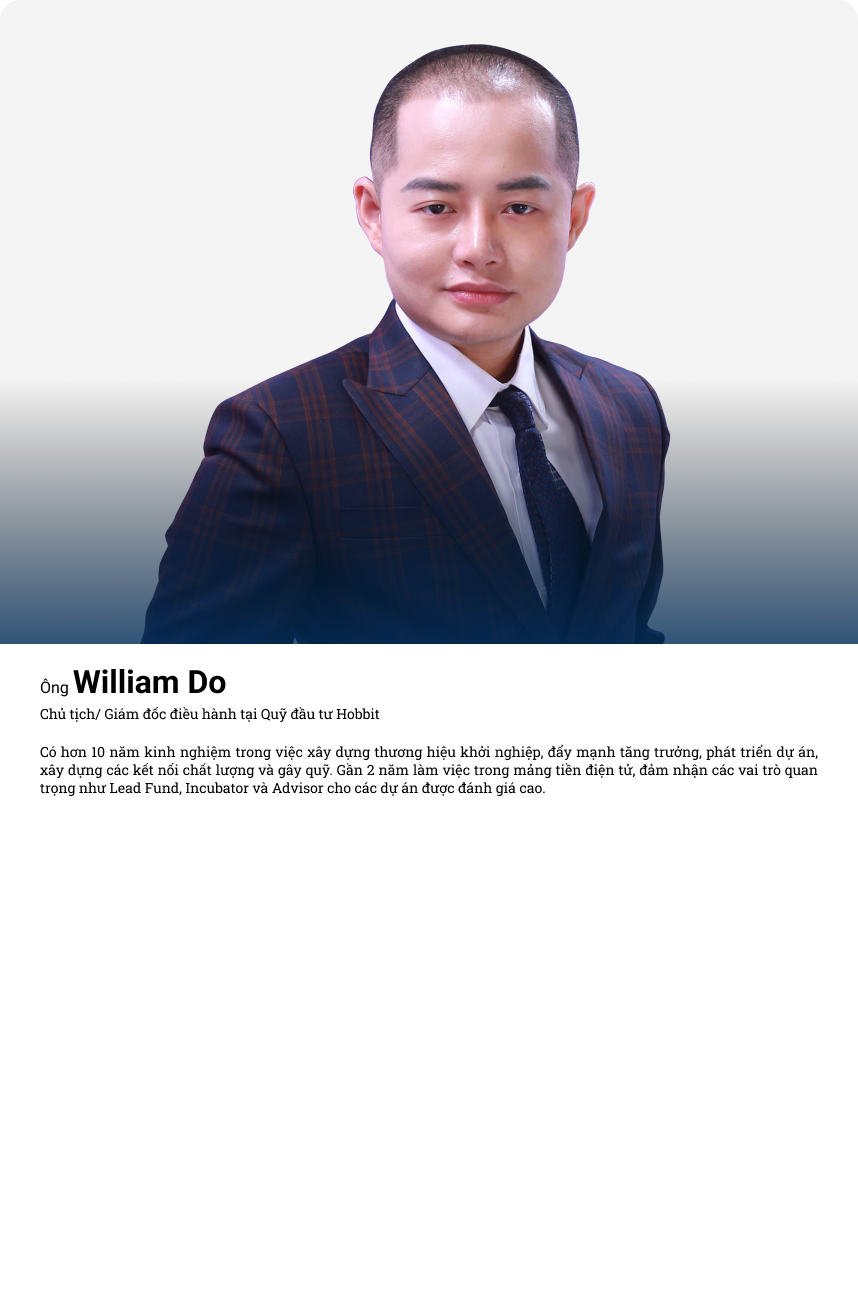 Ông William Do
Chủ tịch/ Giám đốc điều hành tại Quỹ đầu tư Hobbit
Có hơn 10 năm kinh nghiệm trong việc xây dựng thương hiệu khởi nghiệp, đẩy mạnh tăng trưởng, phát triển dự án,
xây dựng các kết nối chất lượng và gây quỹ. Gần 2 năm làm việc trong mảng tiền điện tử, đảm nhận các vai trò quan
trọng như Lead Fund, Incubator và Advisor cho các dự án được đánh giá cao.